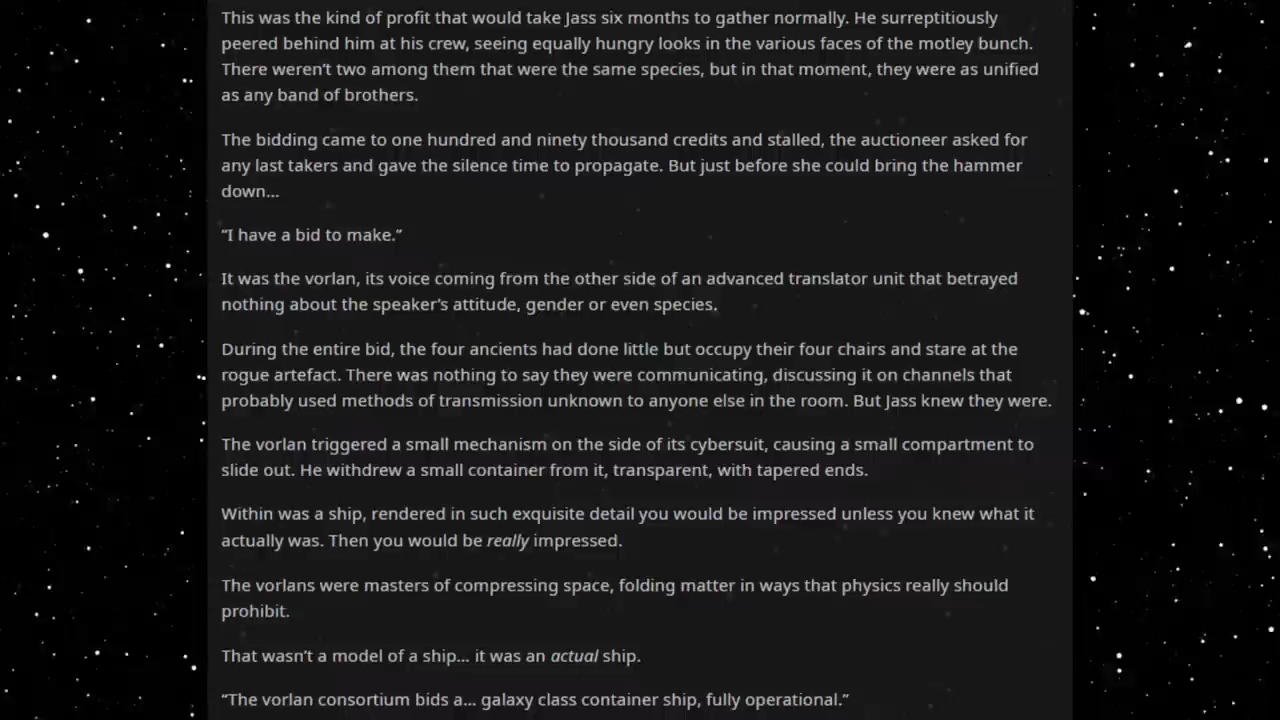 This was the kind of profit that would take Jass six months to gather normally. He surreptitiously
peered behind him at his crew, seeing equally hungry looks in the various faces of the motley bunch.
There weren't two among them that were the same species, but in that moment, they were as unified
as any band of brothers.
The bidding came to one hundred and ninety thousand credits and stalled, the auctioneer asked for
any last takers and gave the silence time to propagate. But just before she could bring the hammer
down...
“I have a bid to make.”
It was the vorlan, its voice coming from the other side of an advanced translator unit that betrayed
nothing about the speaker's attitude, gender or even species.
During the entire bid, the four ancients had done little but occupy their four chairs and stare at the
rogue artefact. There was nothing to say they were communicating, discussing it on channels that
probably used methods of transmission unknown to anyone else in the room. But Jass knew they were.
The vorlan triggered a small mechanism on the side of its cybersuit, causing a small compartment to
slide out. He withdrew a small container from it, transparent, with tapered ends.
Within was a ship, rendered in such exquisite detail you would be impressed unless you knew what it
actually was. Then you would be really impressed.
The vorlans were masters of compressing space, folding matter in ways that physics really should
prohibit.
That wasn't a model of a ship... it was an actual ship.
“The vorlan consortium bids a... galaxy class container ship, fully operational.”